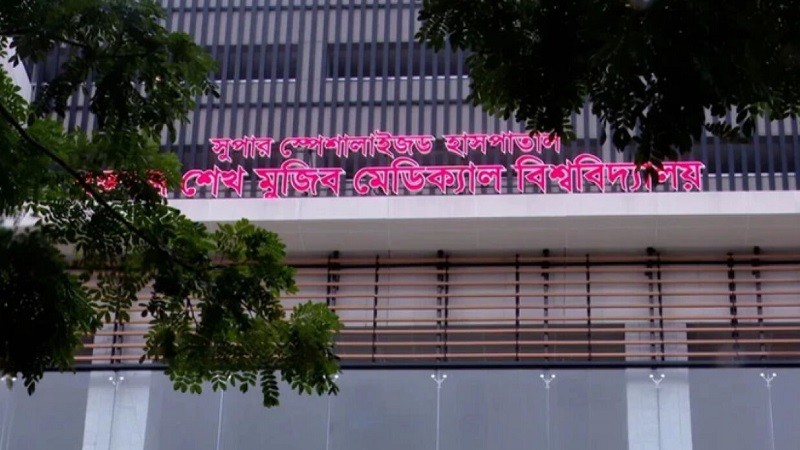 সুপার স্পেশালাইজড হাসপাতাল
শেখ মুজিব মেডিক্যাল বিশ্ববিদ্যালয়